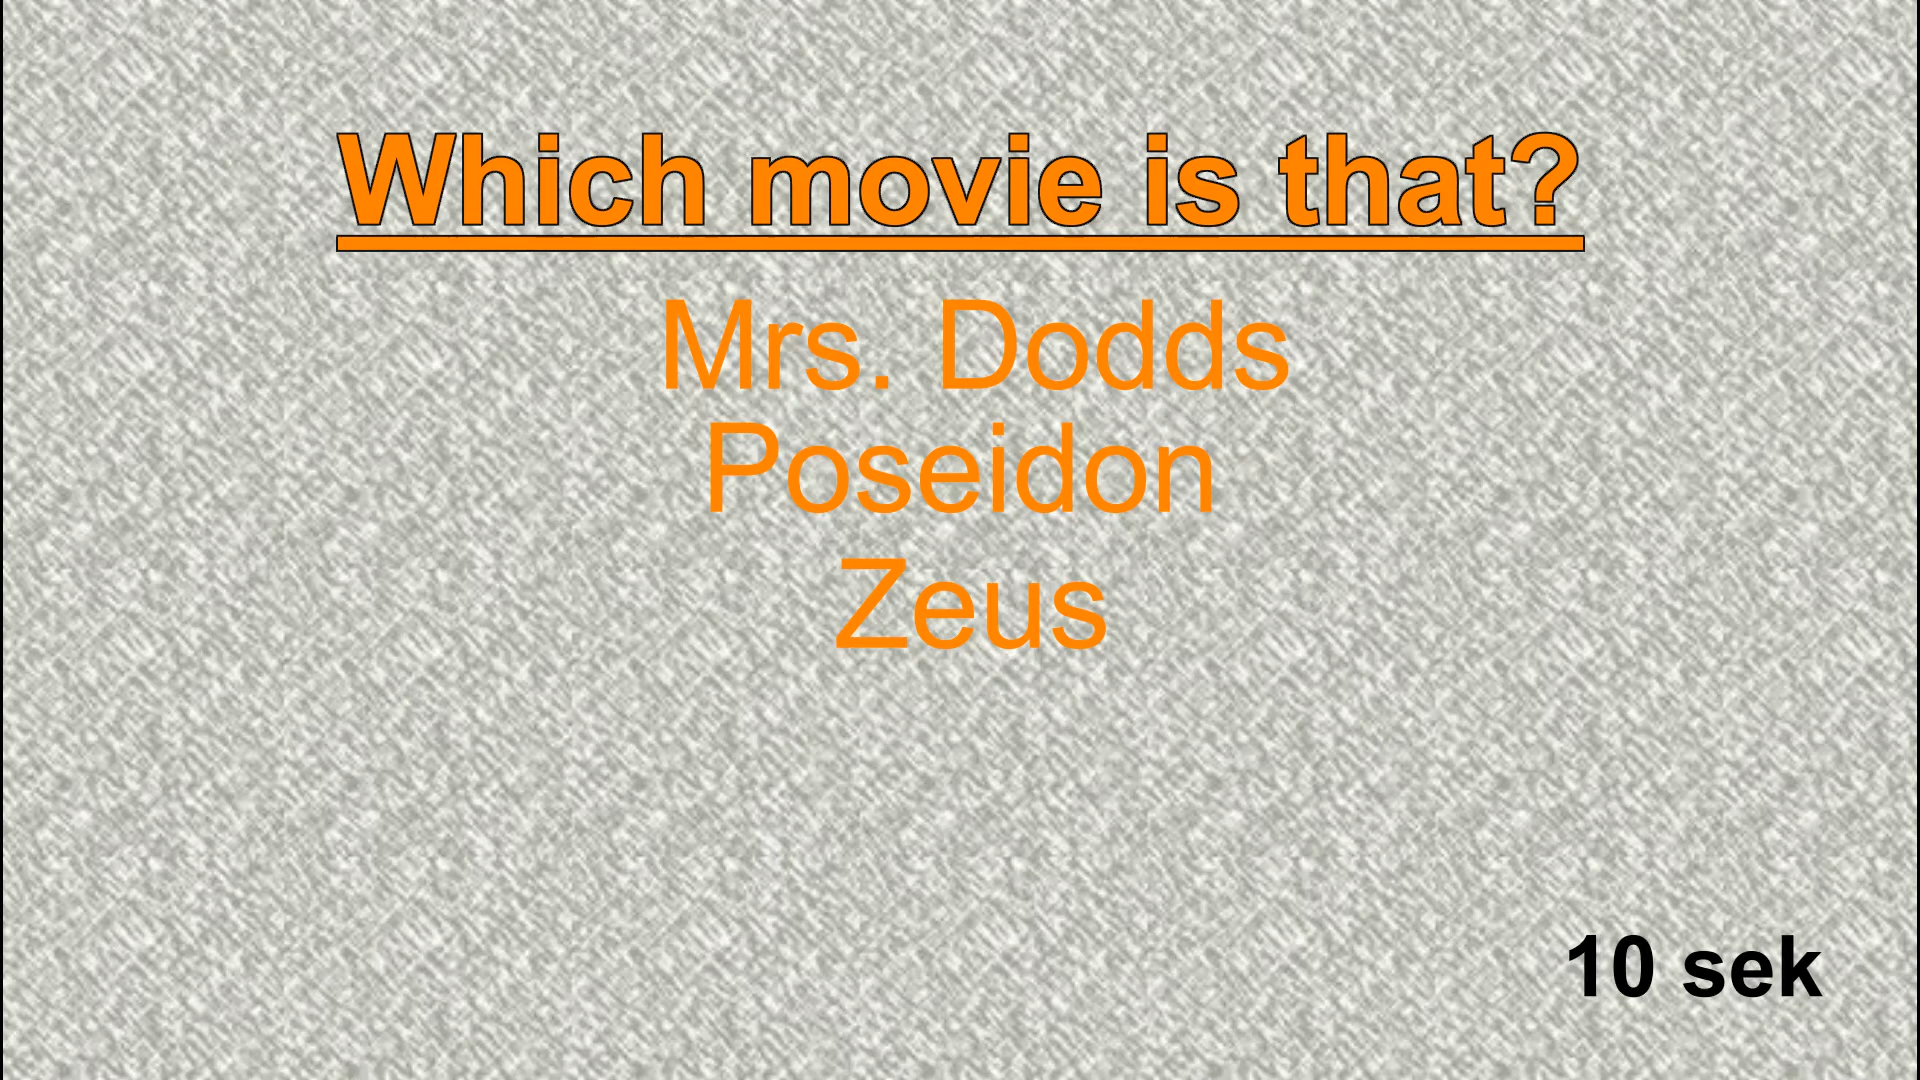 Which movie is that?
Mrs. Dodds
Poseidon
Zeus
10 sek